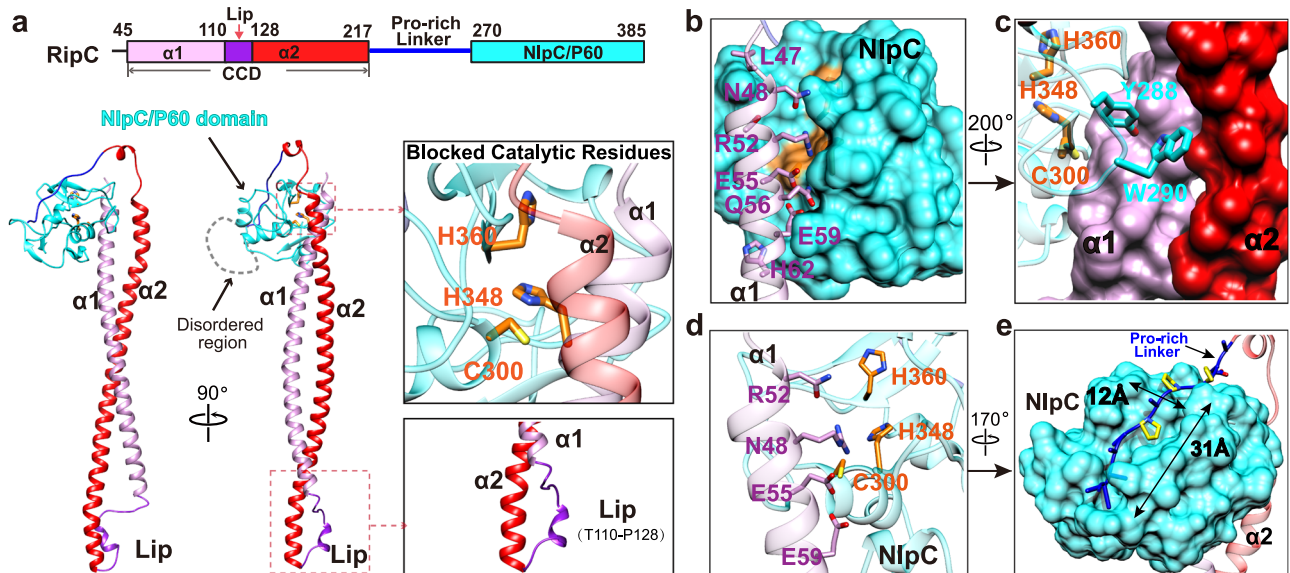 a
45
110
Lip
128
217
Pro-rich
Linker
270
385
RipC
α1
α2
NlpC/P60
CCD
NlpC/P60 domain
α1
α2
α1
α2
Disordered
region
90°
Lip
Lip
Blocked Catalytic Residues
α1
H360
α2
H348
C300
α1
α2
Lip
(T110-P128)
b
NlpC
L47
N48
R52
E55
Q56
E59
H62
α1
200°
c
H360
H348
Y288
C300
W290
α1
α2
d
α1
H360
R52
N48
H348
C300
E55
E59
NlpC
170°
e
Pro-rich
Linker
NlpC
12Å
31Å
α2